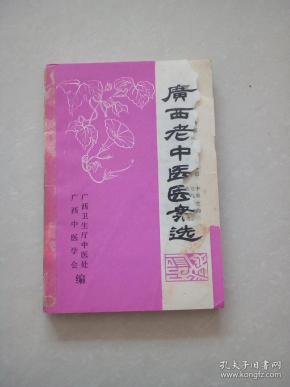 廣西老中医医案选
广西卫生厅中医处
广西中医学会
编
孔夫子旧书网